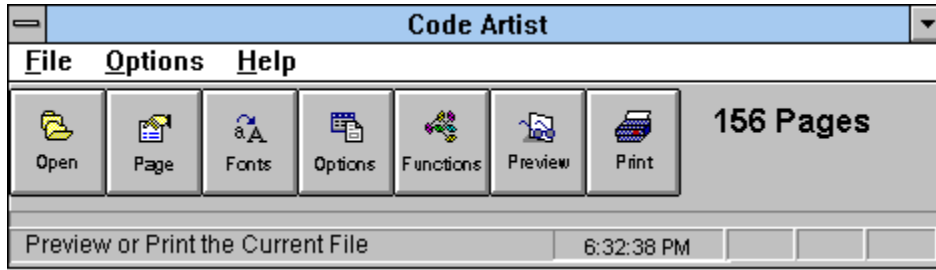 Code Artist
File Options Help
156 Pages
Open Page Fonts Options Functions Preview Print
Preview or Print the Current File 6:32:38 PM